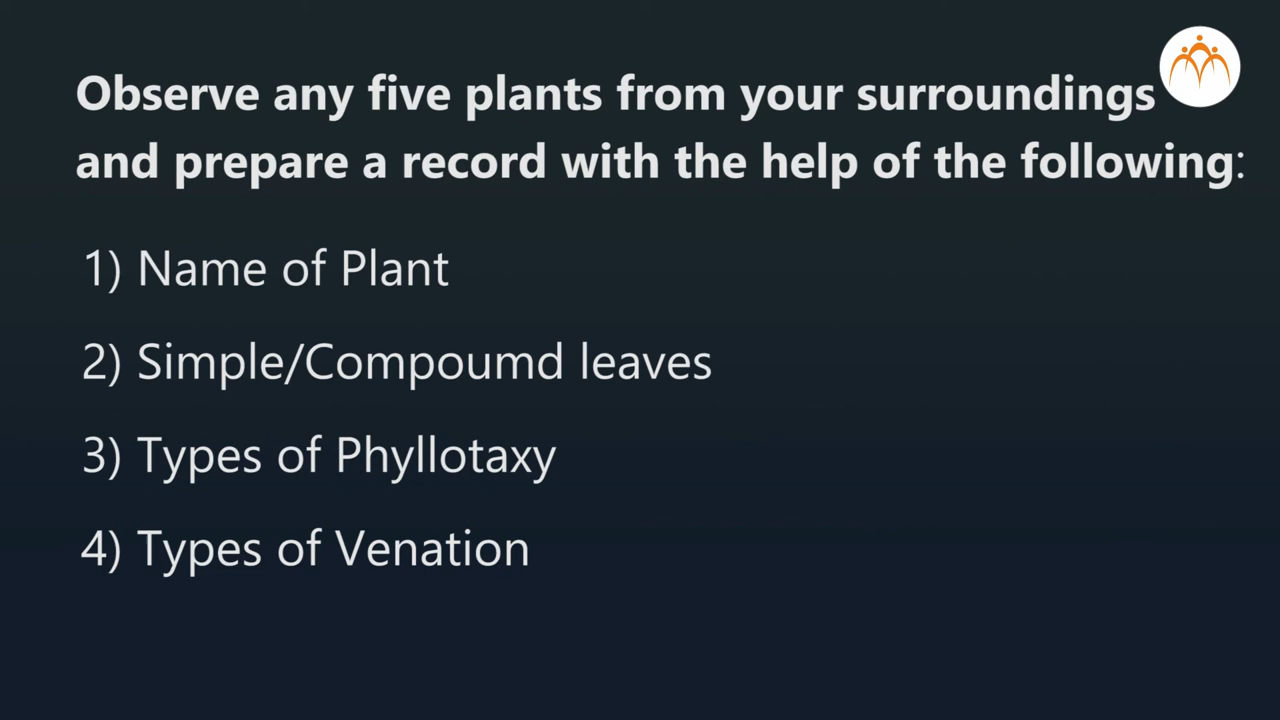 Observe any five plants from your surroundings
and prepare a record with the help of the following:
1) Name of Plant
2) Simple/Compoumd leaves
3) Types of Phyllotaxy
4) Types of Venation